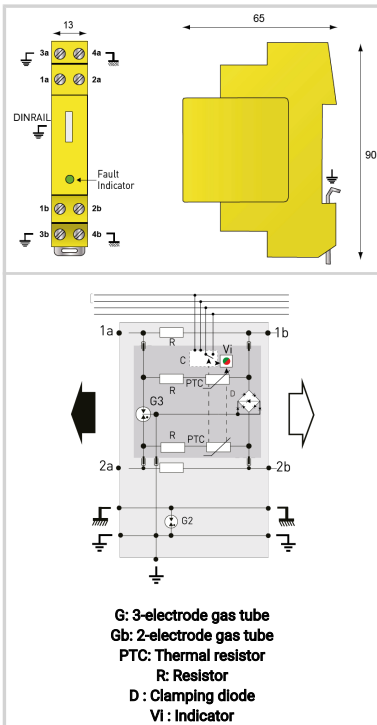 13
65
3a 4a
1a 2a
DINRAIL
90
Fault
Indicator
1b 2b
3b 4b
1a 1b
R
Vi
C
R PTC
D
G3
R PTC
2a 2b
R
G2
G: 3-electrode gas tube
Gb: 2-electrode gas tube
PTC: Thermal resistor
R: Resistor
D : Clamping diode
Vi : Indicator